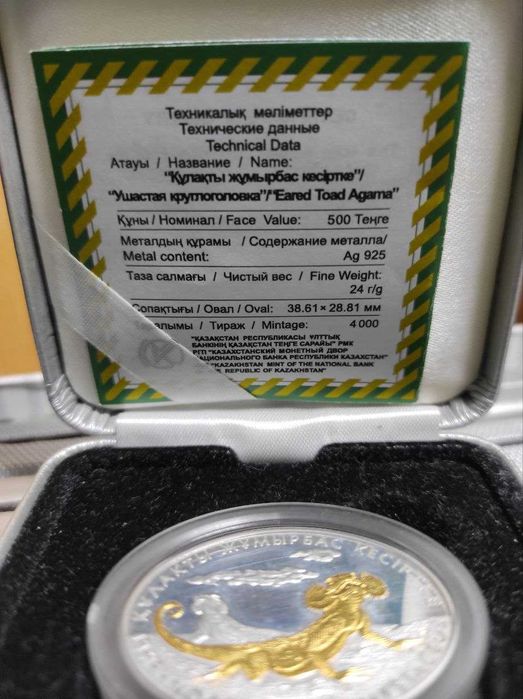 Техникалық мәліметтер
Технические данные
Technical Data
Атауы / Название / Name:
"Құлақты жұмырбас кесіртке"/
"Ушастая круглоголовка"/"Eared Toad Agama"
Құны / Номинал / Face Value: 500 Теңге
Металдың құрамы / Содержание металла/
Metal content: Ag 925
Таза салмағы / Чистый вес / Fine Weight:
24 г/g
/ Овал / Oval: 38.61 × 28.81 мм
/ Тираж / Mintage: 4 000
"ҚАЗАҚСТАН РЕСПУБЛИКАСЫ ҰЛТТЫҚ
БАНКІНІҢ ҚАЗАҚСТАН ТЕҢГЕ САРАЙЫ" РМК
РГП "КАЗАХСТАНСКИЙ МОНЕТНЫЙ ДВОР
НАЦИОНАЛЬНОГО БАНКА РЕСПУБЛИКИ КАЗАХСТАН"
"KAZAKHSTAN MINT OF THE NATIONAL BANK
REPUBLIC OF KAZAKHSTAN"
ҚҰЛАҚТЫ ЖҰМЫРБАС